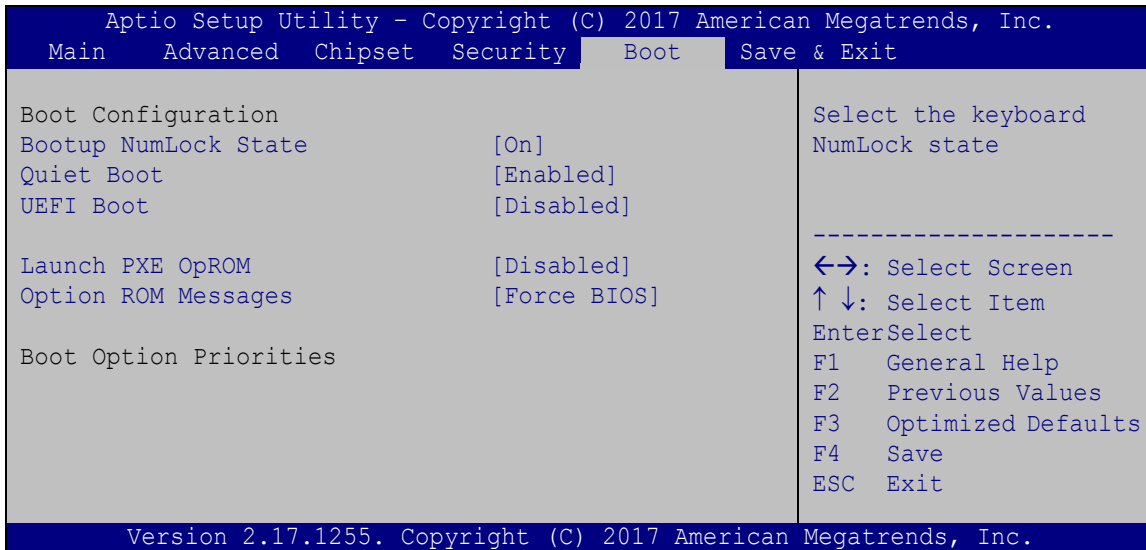 Aptio Setup Utility – Copyright (C) 2017 American Megatrends, Inc.
Main Advanced Chipset Security Boot Save & Exit
Boot Configuration
Bootup NumLock State [On]
Quiet Boot [Enabled]
UEFI Boot [Disabled]
Launch PXE OpROM [Disabled]
Option ROM Messages [Force BIOS]
Boot Option Priorities
Select the keyboard
NumLock state
---------------------
←→: Select Screen
↑ ↓: Select Item
EnterSelect
F1 General Help
F2 Previous Values
F3 Optimized Defaults
F4 Save
ESC Exit
Version 2.17.1255. Copyright (C) 2017 American Megatrends, Inc.